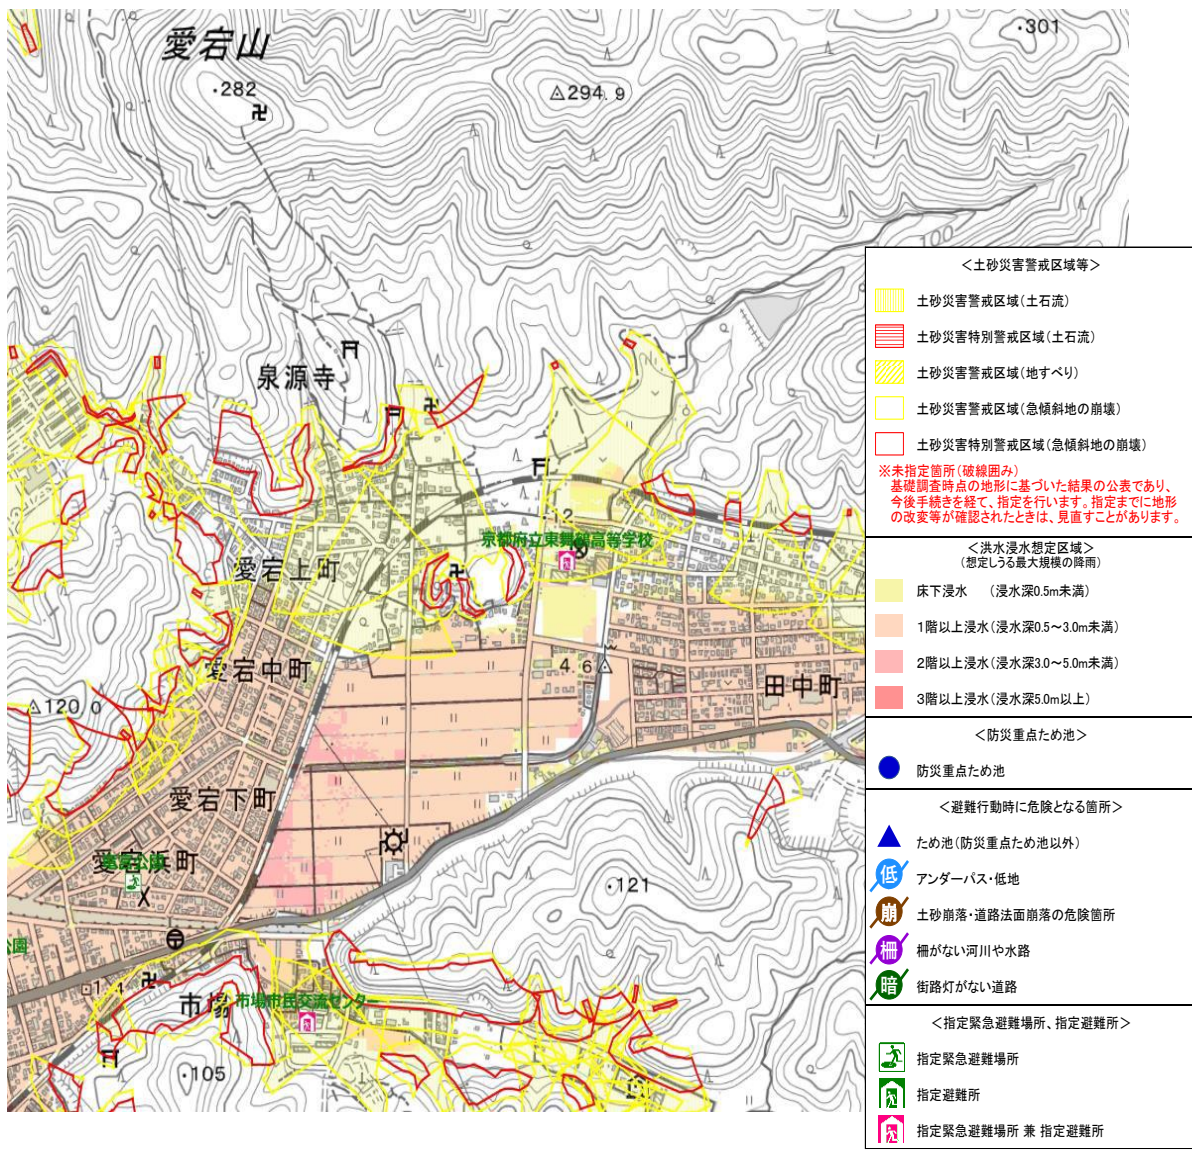 愛宕山
・282
294.9
・301
100
泉源寺
12
京都府立東舞鶴高等学校
愛宕上町
愛宕中町
4.6
田中町
120.0
愛宕下町
愛宕浜町
・121
公園
1.4
市場
市場市民交流センター
・105
＜土砂災害警戒区域等＞
土砂災害警戒区域(土石流)
土砂災害特別警戒区域(土石流)
土砂災害警戒区域(地すべり)
土砂災害警戒区域(急傾斜地の崩壊)
土砂災害特別警戒区域(急傾斜地の崩壊)
※未指定箇所(破線囲み)
基礎調査時点の地形に基づいた結果の公表であり、
今後手続きを経て、指定を行います。指定までに地形
の改変等が確認されたときは、見直すことがあります。
＜洪水浸水想定区域＞
(想定しうる最大規模の降雨)
床下浸水　(浸水深0.5m未満)
1階以上浸水(浸水深0.5～3.0m未満)
2階以上浸水(浸水深3.0～5.0m未満)
3階以上浸水(浸水深5.0m以上)
＜防災重点ため池＞
防災重点ため池
＜避難行動時に危険となる箇所＞
ため池(防災重点ため池以外)
低 アンダーパス・低地
崩 土砂崩落・道路法面崩落の危険箇所
柵 柵がない河川や水路
暗 街路灯がない道路
＜指定緊急避難場所、指定避難所＞
指定緊急避難場所
指定避難所
指定緊急避難場所 兼 指定避難所